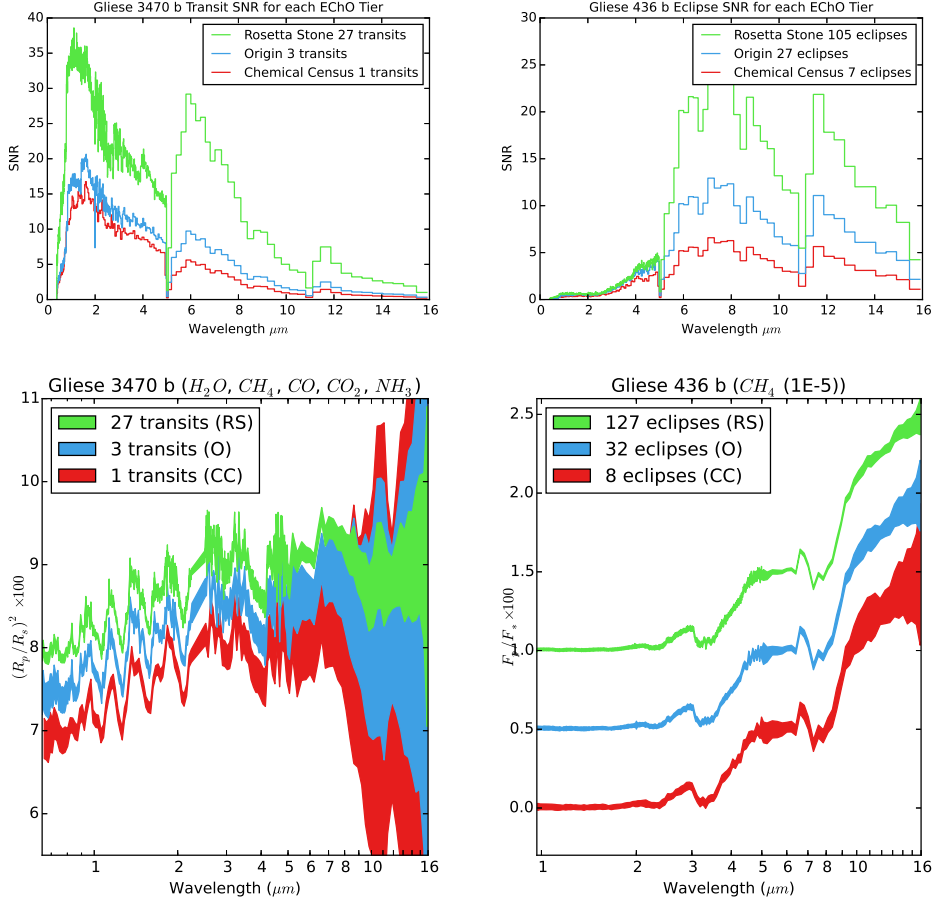 Gliese 3470 b Transit SNR for each EChO Tier
40
35
30
25
20
15
10
5
0
SNR
Rosetta Stone 27 transits
Origin 3 transits
Chemical Census 1 transits
0 2 4 6 8 10 12 14 16
Wavelength μm
Gliese 436 b Eclipse SNR for each EChO Tier
30
25
20
15
10
5
0
SNR
Rosetta Stone 105 eclipses
Origin 27 eclipses
Chemical Census 7 eclipses
0 2 4 6 8 10 12 14 16
Wavelength μm
Gliese 3470 b (H₂O, CH₄, CO, CO₂, NH₃)
11
10
9
8
7
6
(Rₚ/Rₛ)² ×100
27 transits (RS)
3 transits (O)
1 transits (CC)
1 2 3 4 5 6 7 8 10 16
Wavelength (μm)
Gliese 436 b (CH₄ (1E-5))
2.5
2.0
1.5
1.0
0.5
0.0
Fₚ/F* ×100
127 eclipses (RS)
32 eclipses (O)
8 eclipses (CC)
1 2 3 4 5 6 7 8 10 16
Wavelength (μm)